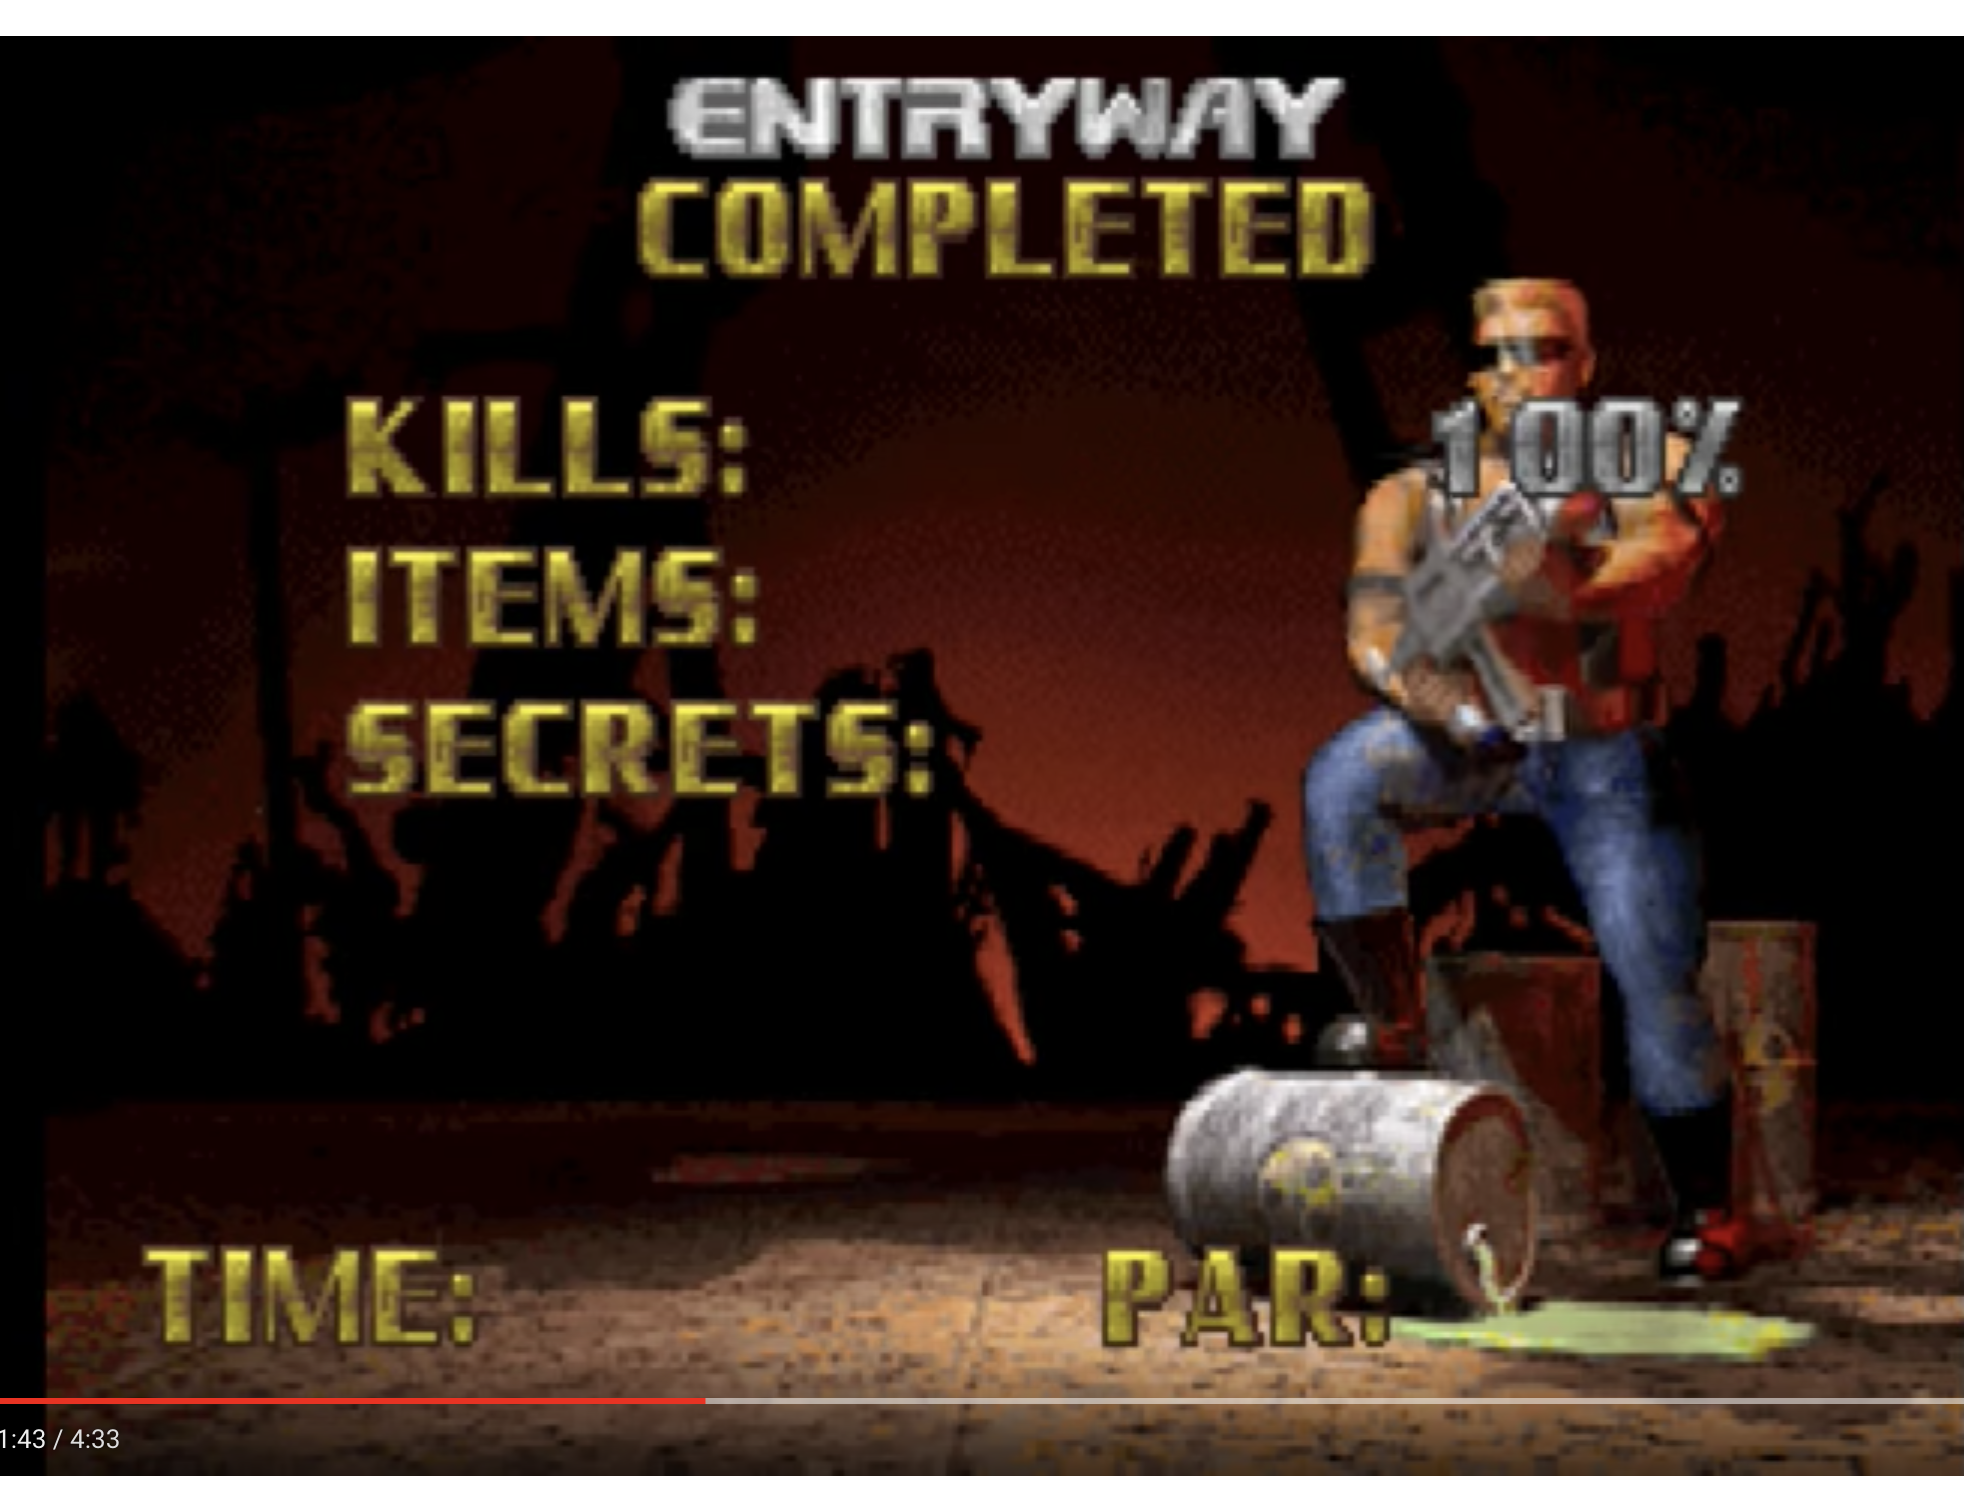 ENTRYWAY
COMPLETED
KILLS: 100%
ITEMS:
SECRETS:
TIME: PAR:
1:43 / 4:33